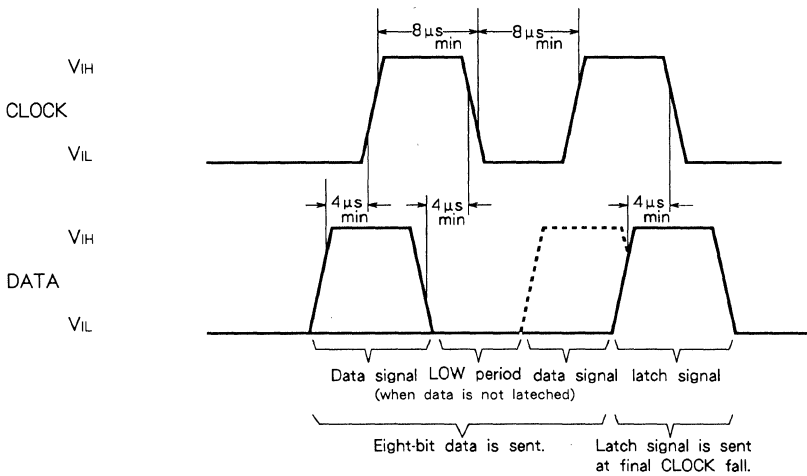 8μs min 8μs min
VIH
CLOCK
VIL
4μs min 4μs min 4μs min
VIH
DATA
VIL
Data signal LOW period data signal latch signal
(when data is not lateched)
Eight-bit data is sent. Latch signal is sent
at final CLOCK fall.